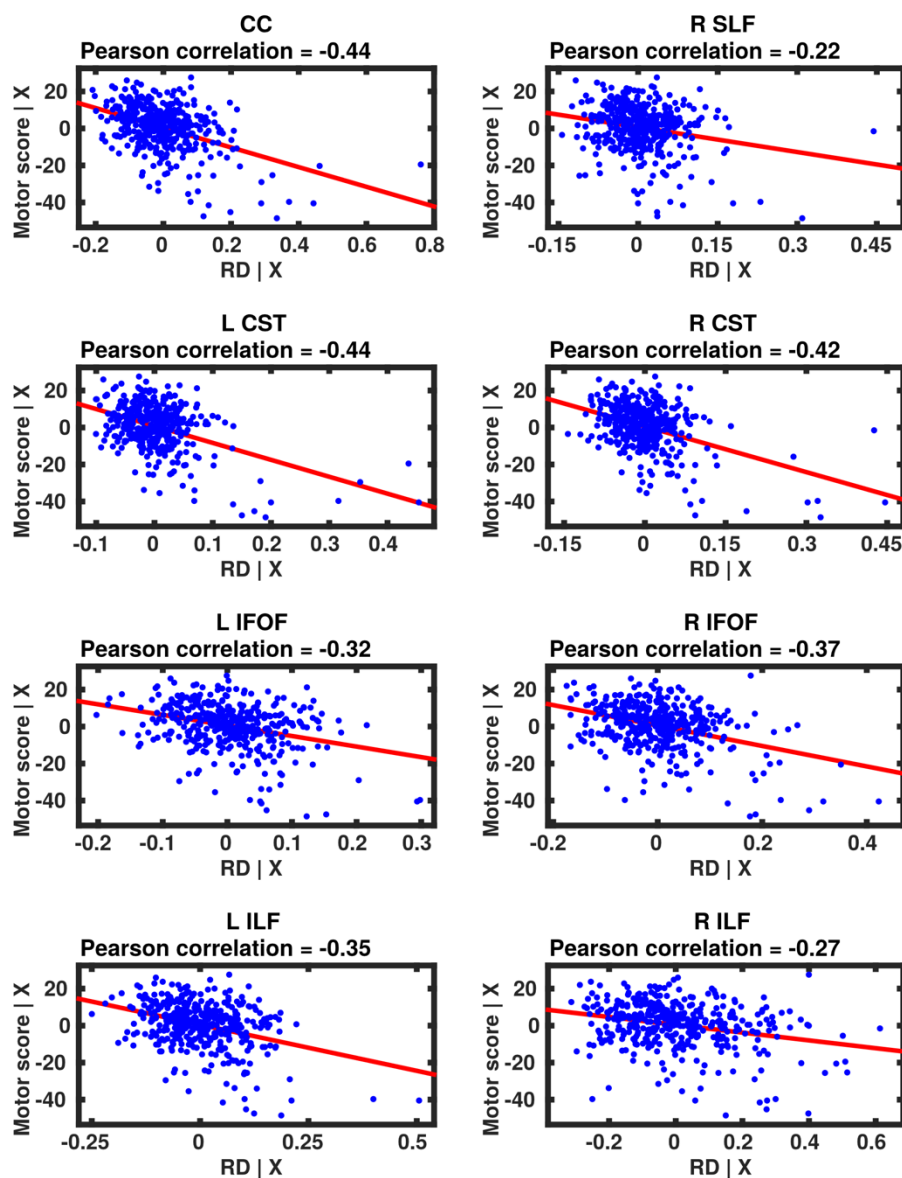 CC
Pearson correlation = -0.44
Motor score | X
20
0
-20
-40
-0.2 0 0.2 0.4 0.6 0.8
RD | X
R SLF
Pearson correlation = -0.22
Motor score | X
20
0
-20
-40
-0.15 0 0.15 0.3 0.45
RD | X
L CST
Pearson correlation = -0.44
Motor score | X
20
0
-20
-40
-0.1 0 0.1 0.2 0.3 0.4
RD | X
R CST
Pearson correlation = -0.42
Motor score | X
20
0
-20
-40
-0.15 0 0.15 0.3 0.45
RD | X
L IFOF
Pearson correlation = -0.32
Motor score | X
20
0
-20
-40
-0.2 -0.1 0 0.1 0.2 0.3
RD | X
R IFOF
Pearson correlation = -0.37
Motor score | X
20
0
-20
-40
-0.2 0 0.2 0.4
RD | X
L ILF
Pearson correlation = -0.35
Motor score | X
20
0
-20
-40
-0.25 0 0.25 0.5
RD | X
R ILF
Pearson correlation = -0.27
Motor score | X
20
0
-20
-40
-0.2 0 0.2 0.4 0.6
RD | X